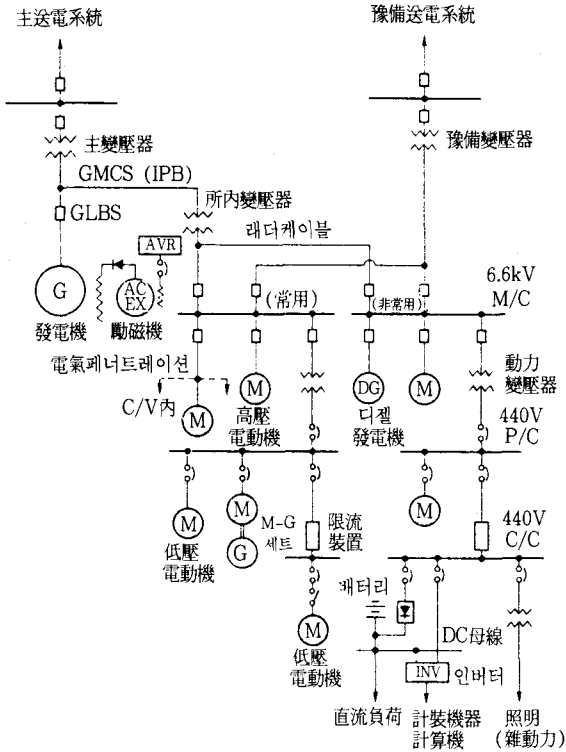 主送電系統
豫備送電系統
主變壓器
豫備變壓器
GMCS (IPB)
所內變壓器
GLBS
AVR
래더케이블
G
AC
EX
6.6kV
M/C
(常用)
(非常用)
發電機
勵磁機
電氣페너트레이션
C/V內
M
M
DG
M
動力
變壓器
高壓
電動機
디젤
發電機
440V
P/C
M
M
M
M-G
세트
G
低壓
電動機
限流
裝置
440V
C/C
배터리
M
DC母線
低壓
電動機
INV
인버터
直流負荷
計裝機器
計算機
照明
(雜動力)